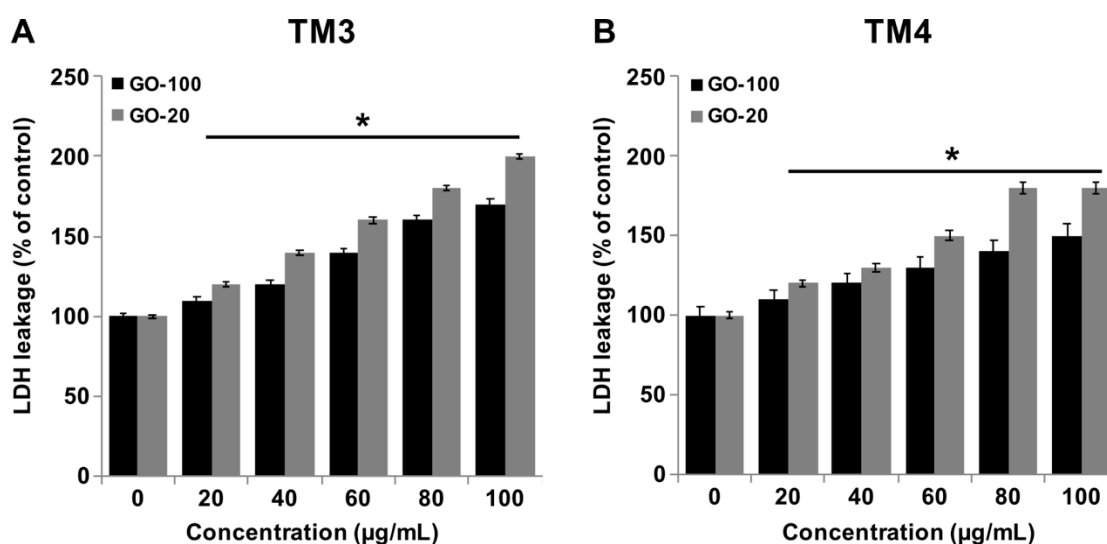 A
TM3
LDH leakage (% of control)
250
200
150
100
50
0
GO-100
GO-20
*
0 20 40 60 80 100
Concentration (µg/mL)
B
TM4
LDH leakage (% of control)
250
200
150
100
50
0
GO-100
GO-20
*
0 20 40 60 80 100
Concentration (µg/mL)